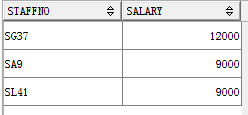 STAFFNO SALARY
SG37 12000
SA9 9000
SL41 9000